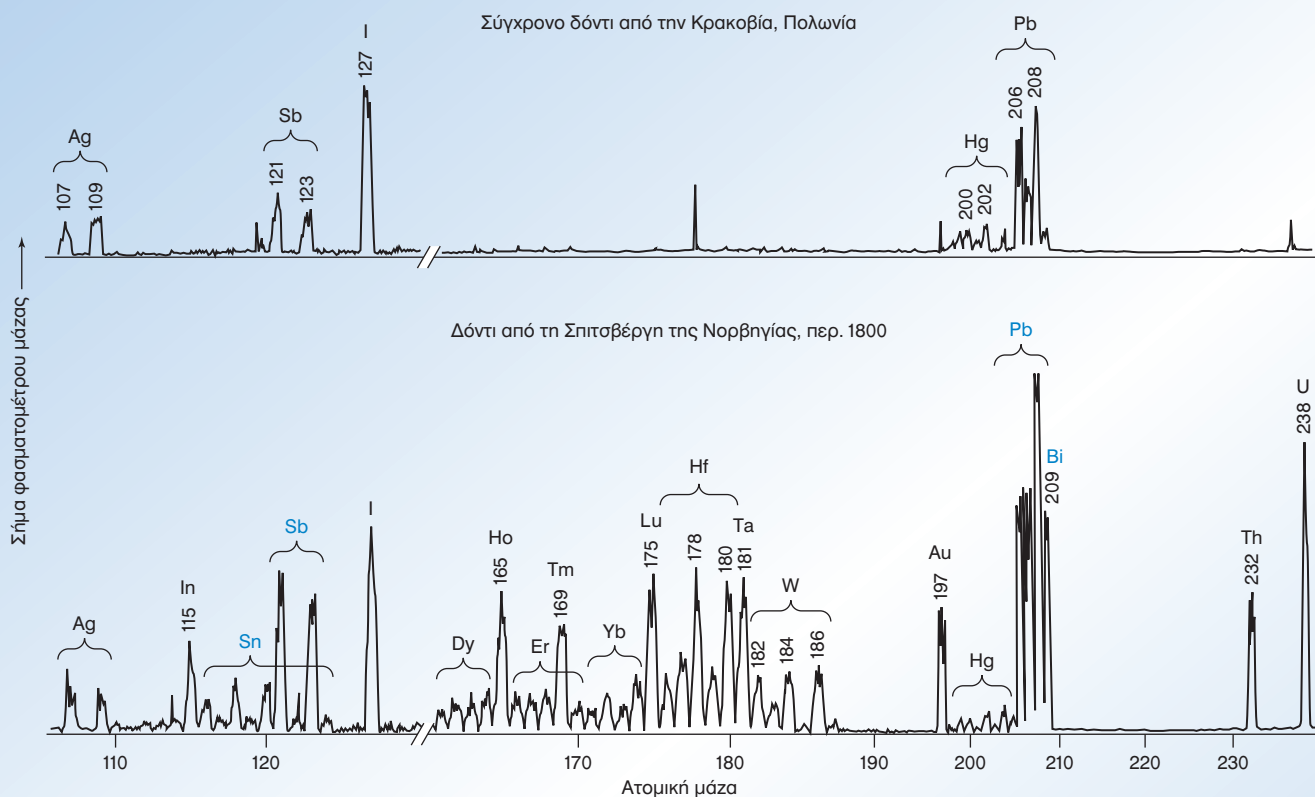 Σύγχρονο δόντι από την Κρακοβία, Πολωνία
I
127
Pb
206
208
Ag
107
109
Sb
121
123
Hg
200
202
Σήμα φασματομέτρου μάζας
Δόντι από τη Σπιτσβέργη της Νορβηγίας, περ. 1800
Pb
U
238
Bi
209
Hf
Lu
175
178
180
Ta
181
Ho
165
Tm
169
Sb
I
In
115
Au
197
Th
232
W
182
184
186
Ag
Sn
Dy
Er
Yb
Hg
110
120
170
180
190
200
210
220
230
Ατομική μάζα